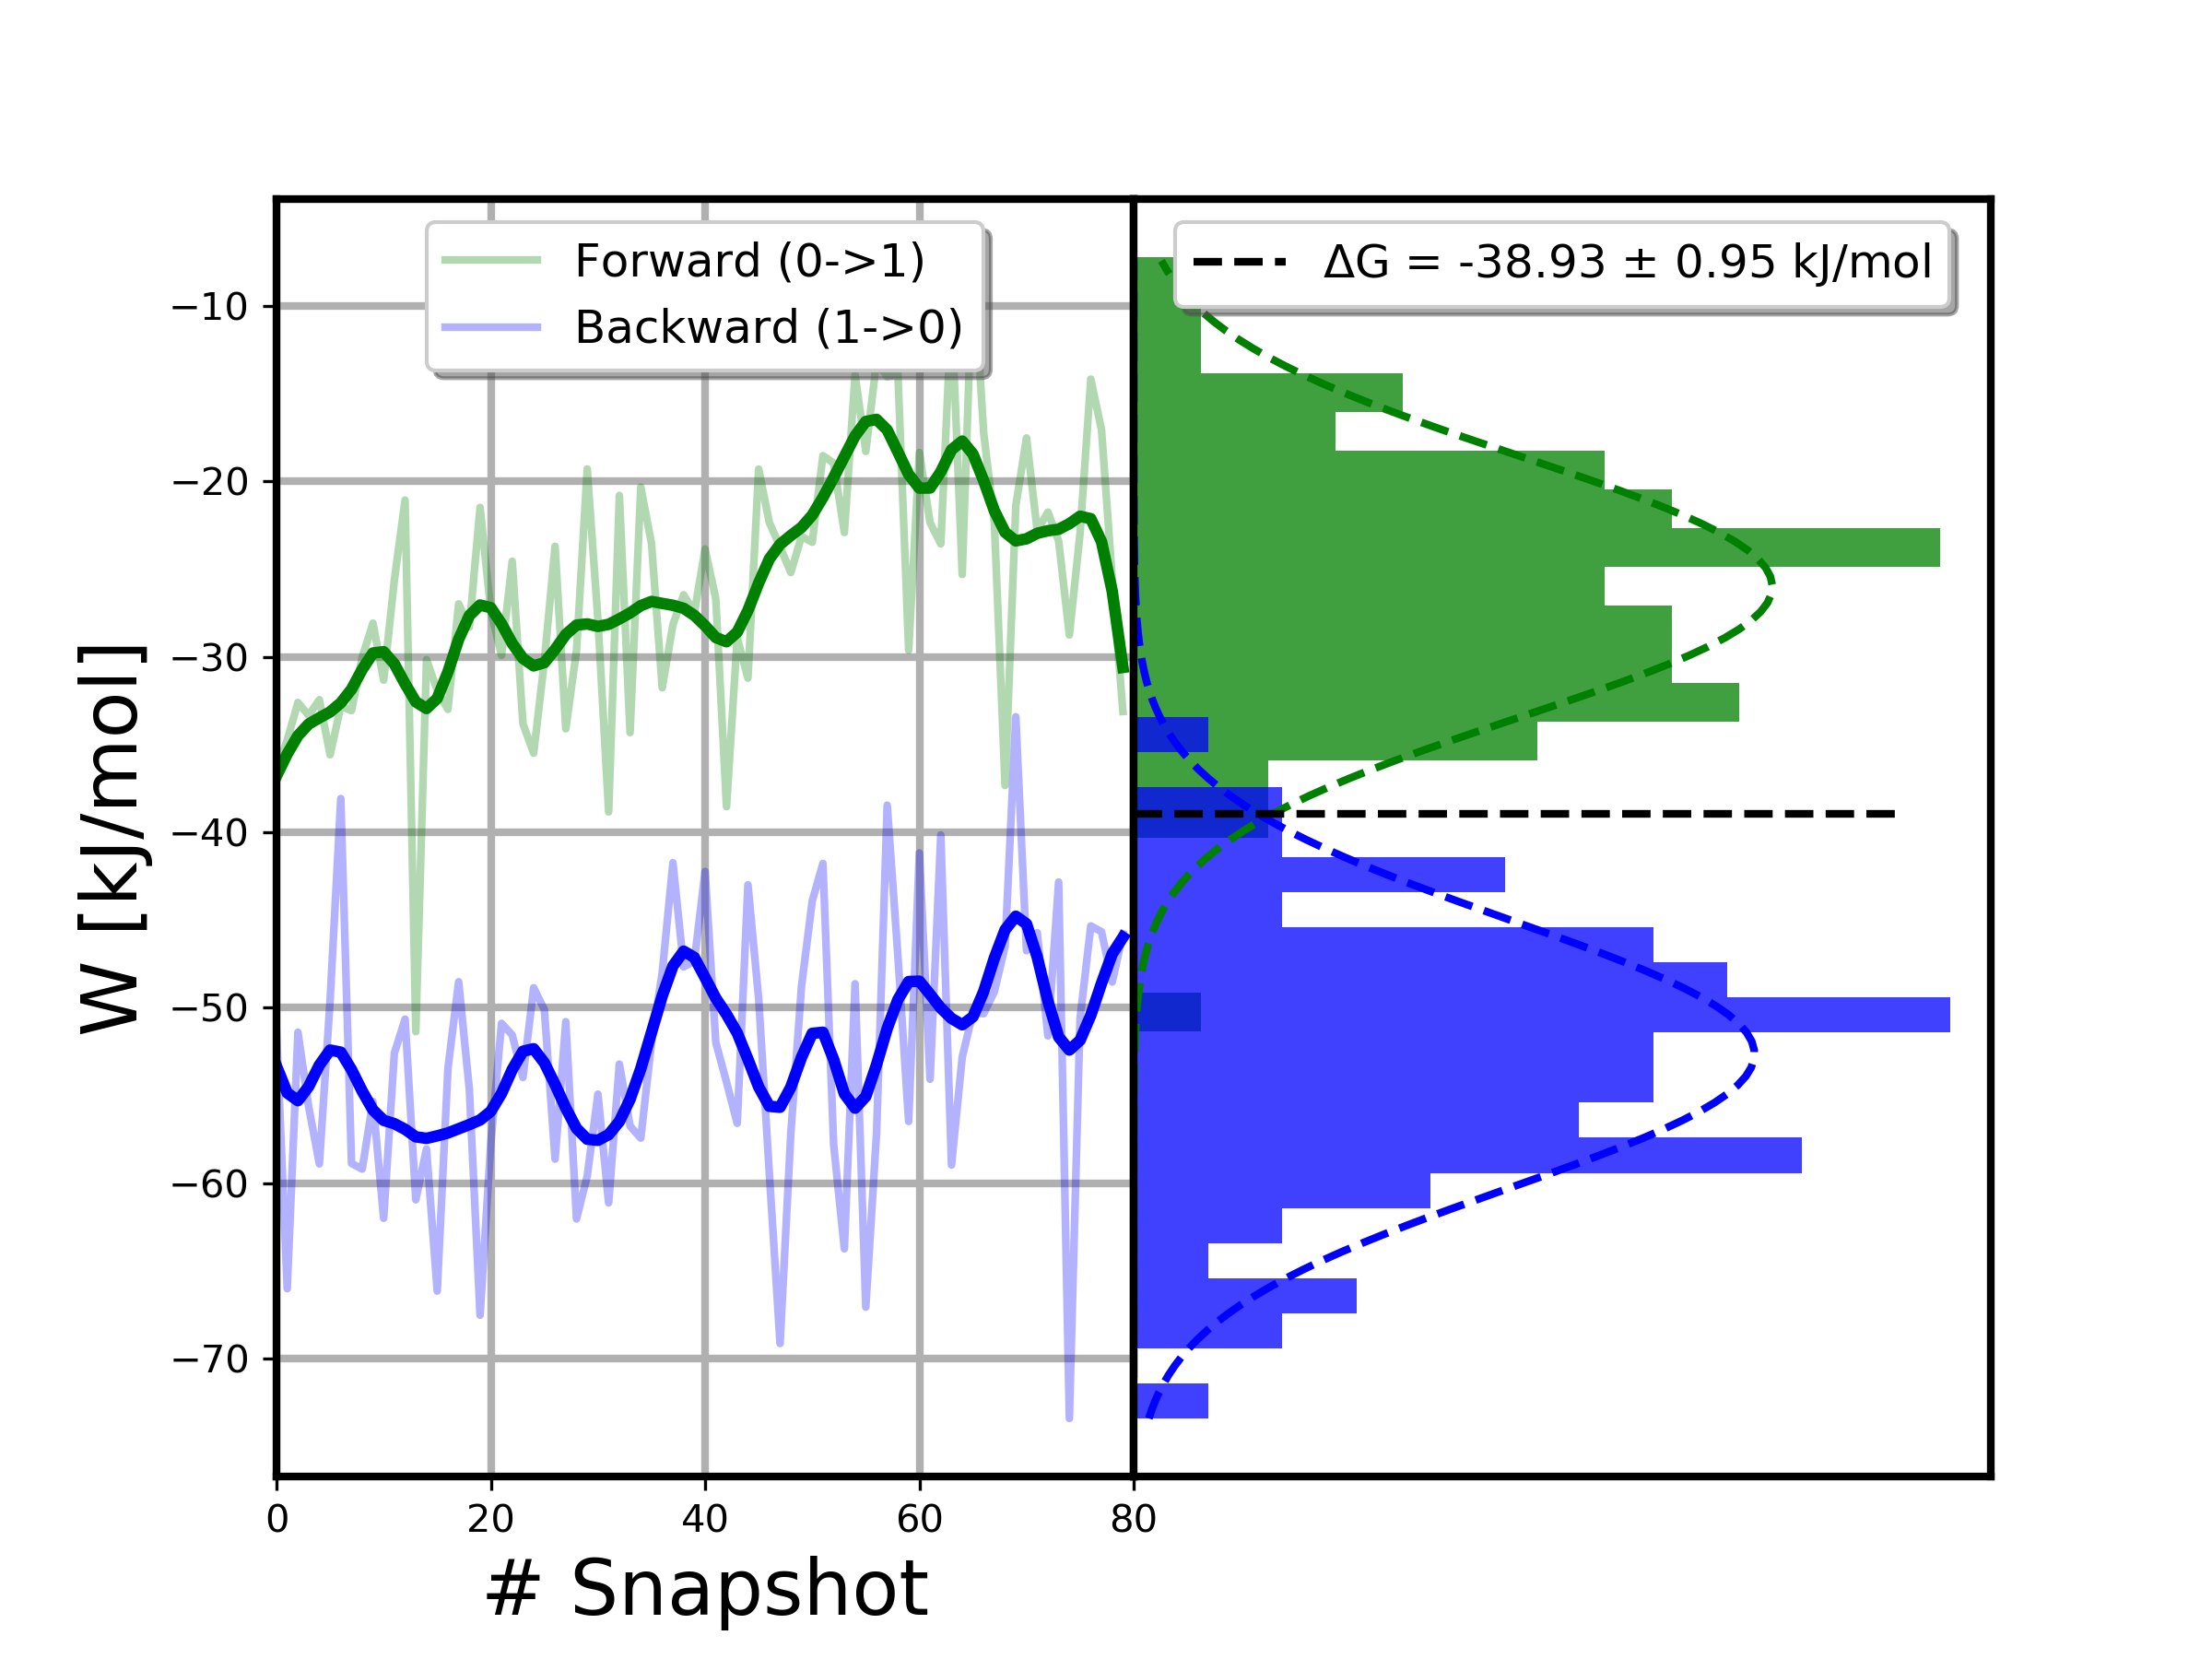 Forward (0->1)
Backward (1->0)
ΔG = -38.93 ± 0.95 kJ/mol
W [kJ/mol]
−10
−20
−30
−40
−50
−60
−70
0 20 40 60 80
# Snapshot